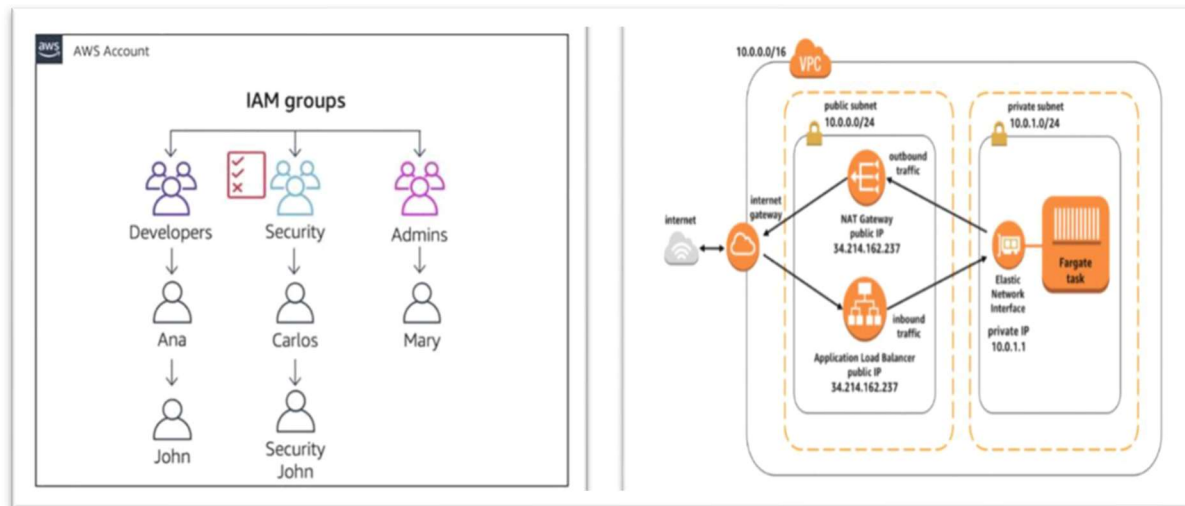 aws
AWS Account
IAM groups
Developers
Security
Admins
Ana
Carlos
Mary
John
Security
John
10.0.0.0/16
VPC
public subnet
10.0.0.0/24
private subnet
10.0.1.0/24
outbound
traffic
internet
gateway
internet
NAT Gateway
public IP
34.214.162.237
Elastic
Network
Interface
Fargate
task
private IP
10.0.1.1
inbound
traffic
Application Load Balancer
public IP
34.214.162.237